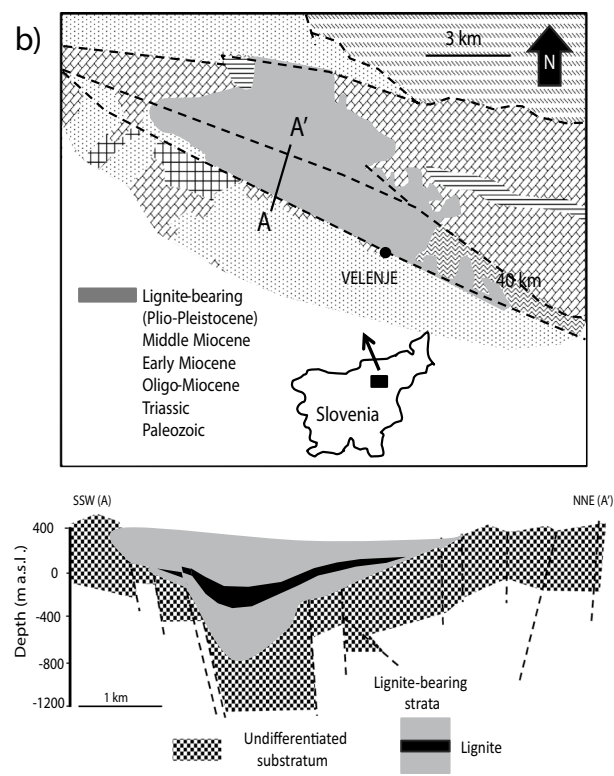 b)
3 km
N
A'
A
VELENJE
40 km
Lignite-bearing
(Plio-Pleistocene)
Middle Miocene
Early Miocene
Oligo-Miocene
Triassic
Paleozoic
Slovenia
SSW (A)
NNE (A')
Depth (m a.s.l.)
400
0
-400
-800
-1200
1 km
Lignite-bearing
strata
Undifferentiated
substratum
Lignite